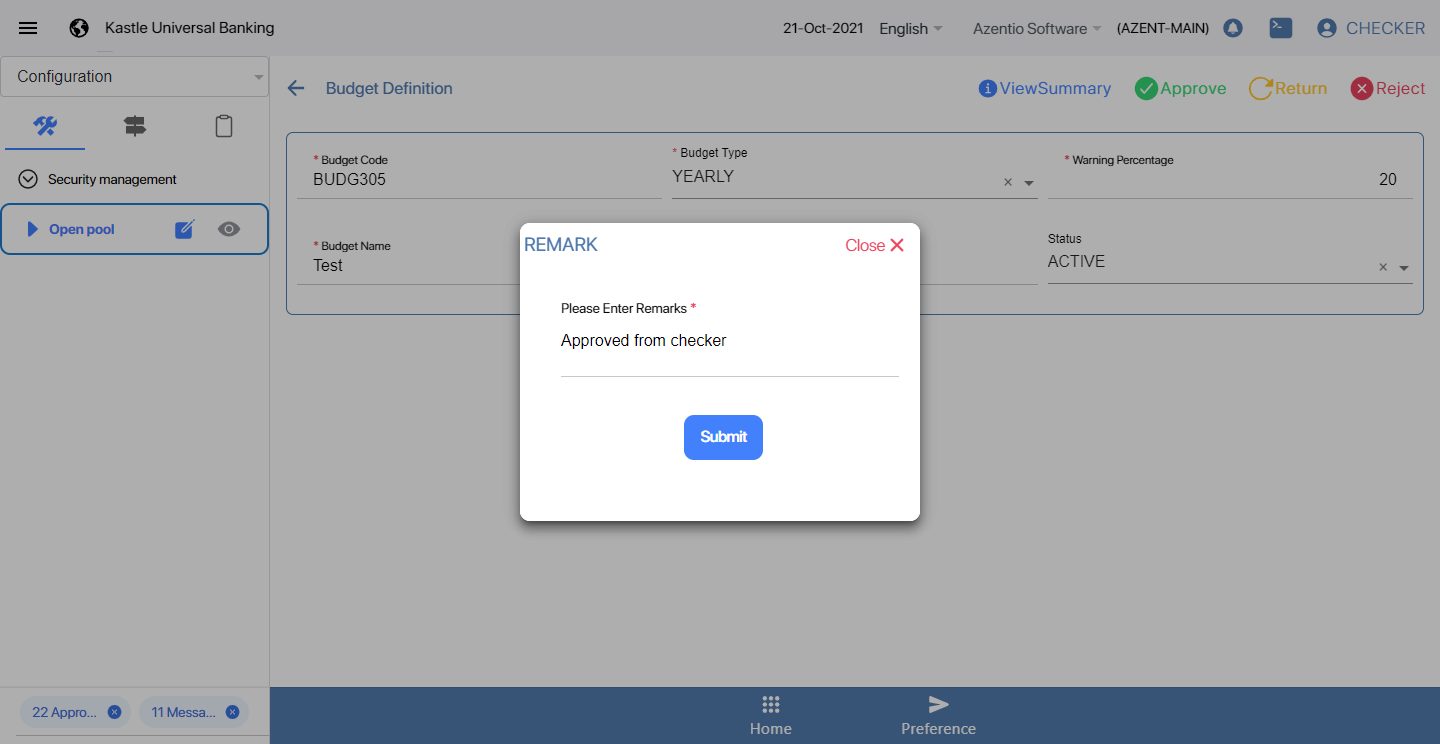 Kastle Universal Banking
21-Oct-2021 English Azentio Software (AZENT-MAIN) CHECKER
Configuration
Budget Definition
ViewSummary Approve Return Reject
Security management
Open pool
* Budget Code
BUDG305
* Budget Type
YEARLY
* Warning Percentage
20
* Budget Name
Test
Status
ACTIVE
REMARK
Close
Please Enter Remarks *
Approved from checker
Submit
22 Appro...
11 Messa...
Home
Preference